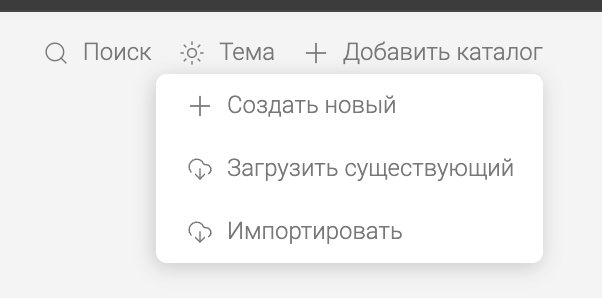 Поиск Тема Добавить каталог
Создать новый
Загрузить существующий
Импортировать